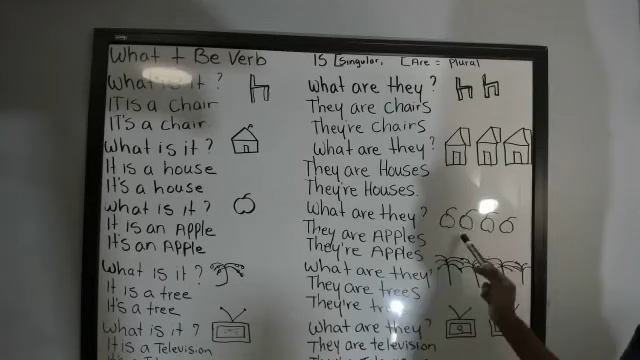 What + Be Verb
IS [Singular, [Are = Plural
What is it ?
IT IS a Chair
IT'S a Chair
What is it ?
It is a house
It's a house
What is it ?
It is an Apple
It's an Apple
What is it ?
It is a tree
It's a tree
What is it ?
It is a Television
What are they ?
They are chairs
They're chairs
What are they ?
They are Houses
They're Houses
What are they ?
They are Apples
They're Apples
What are they
They are trees
They're
What are they ?
They are television